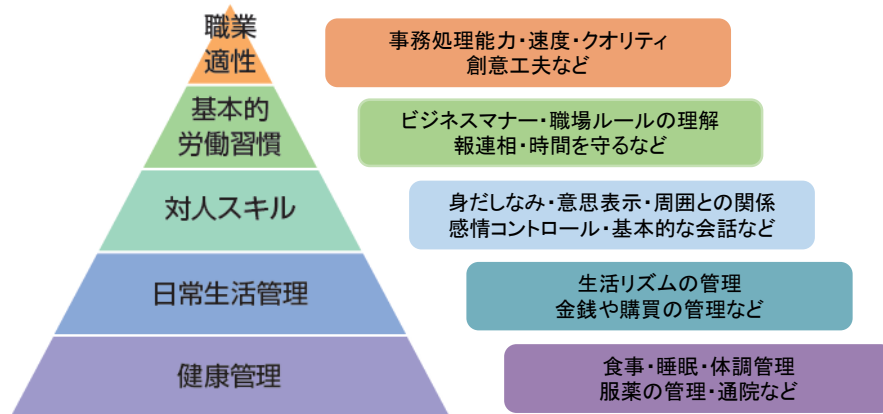 職業
適性
事務処理能力・速度・クオリティ
創意工夫など
基本的
労働習慣
ビジネスマナー・職場ルールの理解
報連相・時間を守るなど
対人スキル
身だしなみ・意思表示・周囲との関係
感情コントロール・基本的な会話など
日常生活管理
生活リズムの管理
金銭や購買の管理など
健康管理
食事・睡眠・体調管理
服薬の管理・通院など